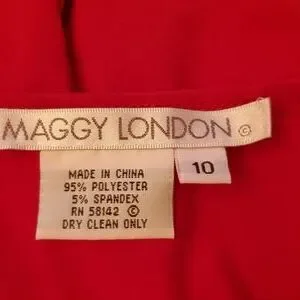 MAGGY LONDON ©
10
MADE IN CHINA
95% POLYESTER
5% SPANDEX
RN 58142 ©
DRY CLEAN ONLY